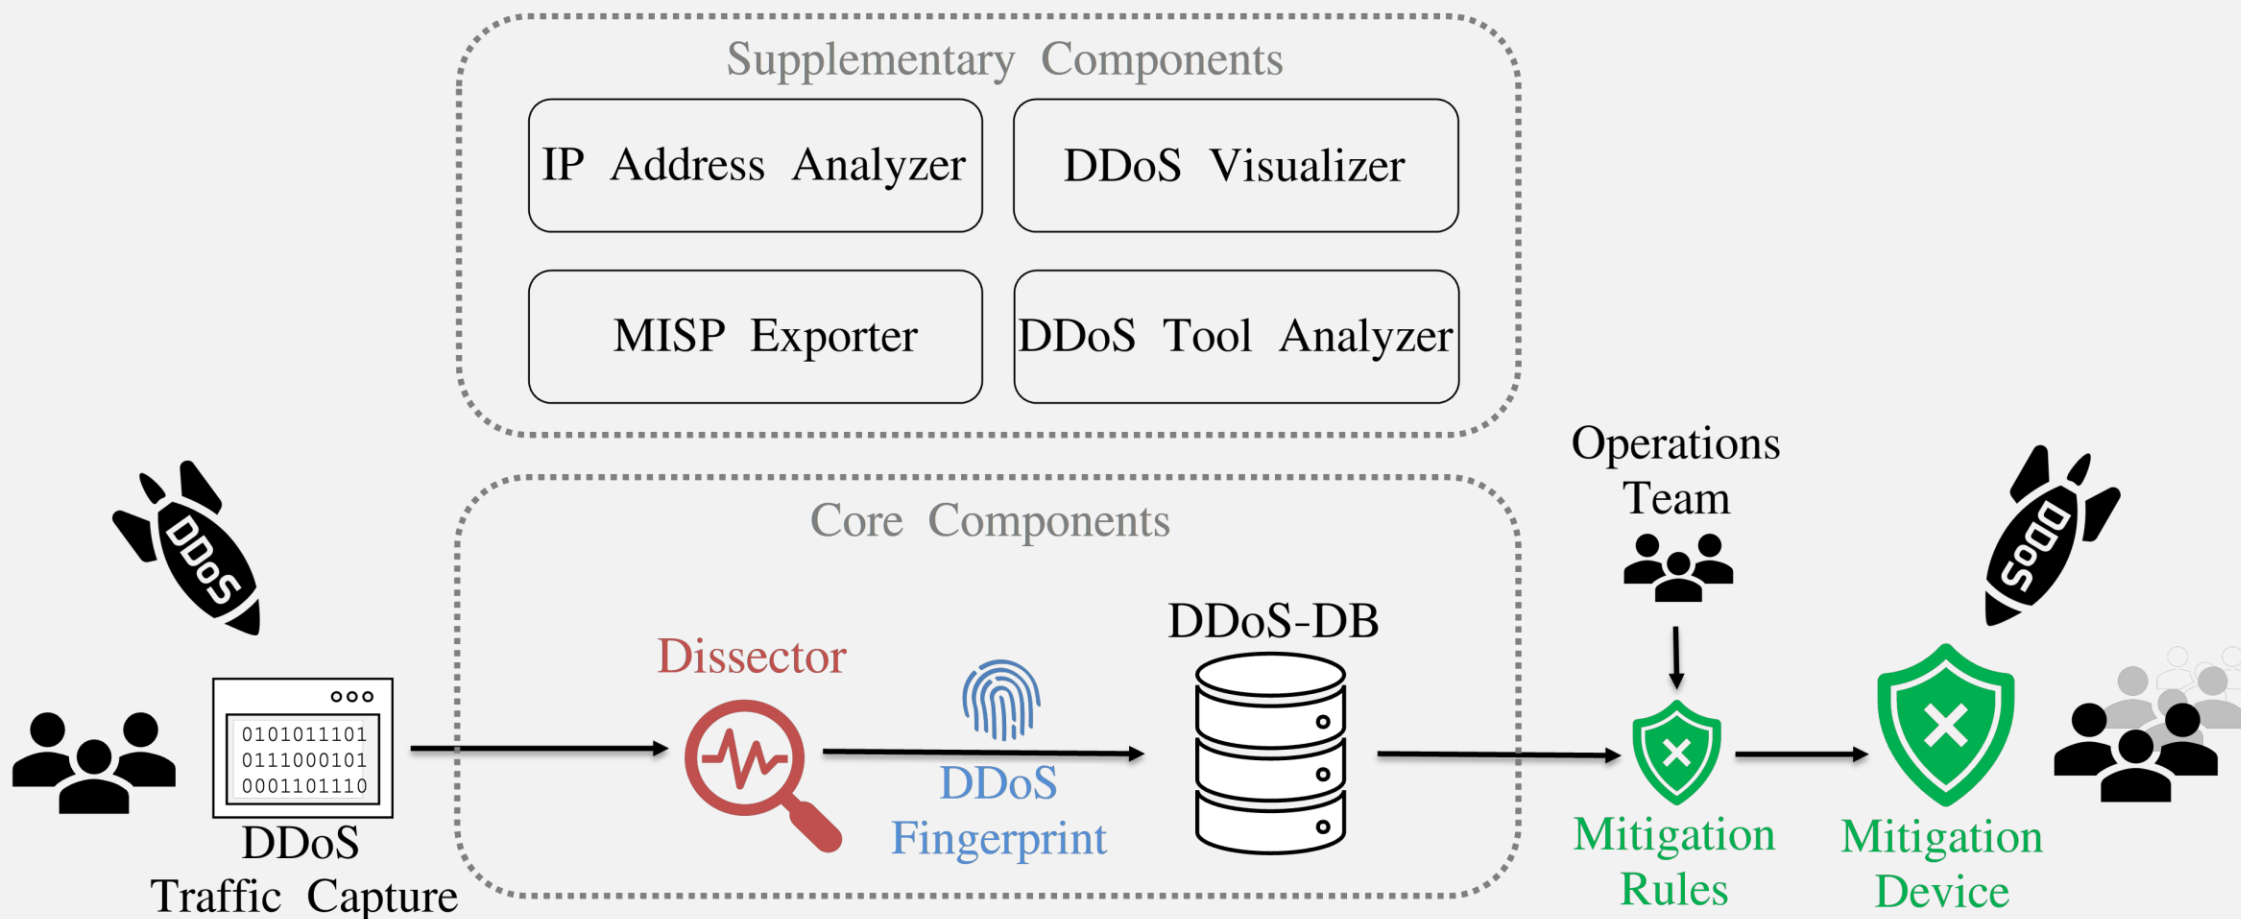 Supplementary Components
IP Address Analyzer
DDoS Visualizer
MISP Exporter
DDoS Tool Analyzer
Operations
Team
DDoS
DDoS
Core Components
DDoS-DB
Dissector
0101011101
0111000101
0001101110
DDoS
Fingerprint
DDoS
Traffic Capture
Mitigation
Rules
Mitigation
Device